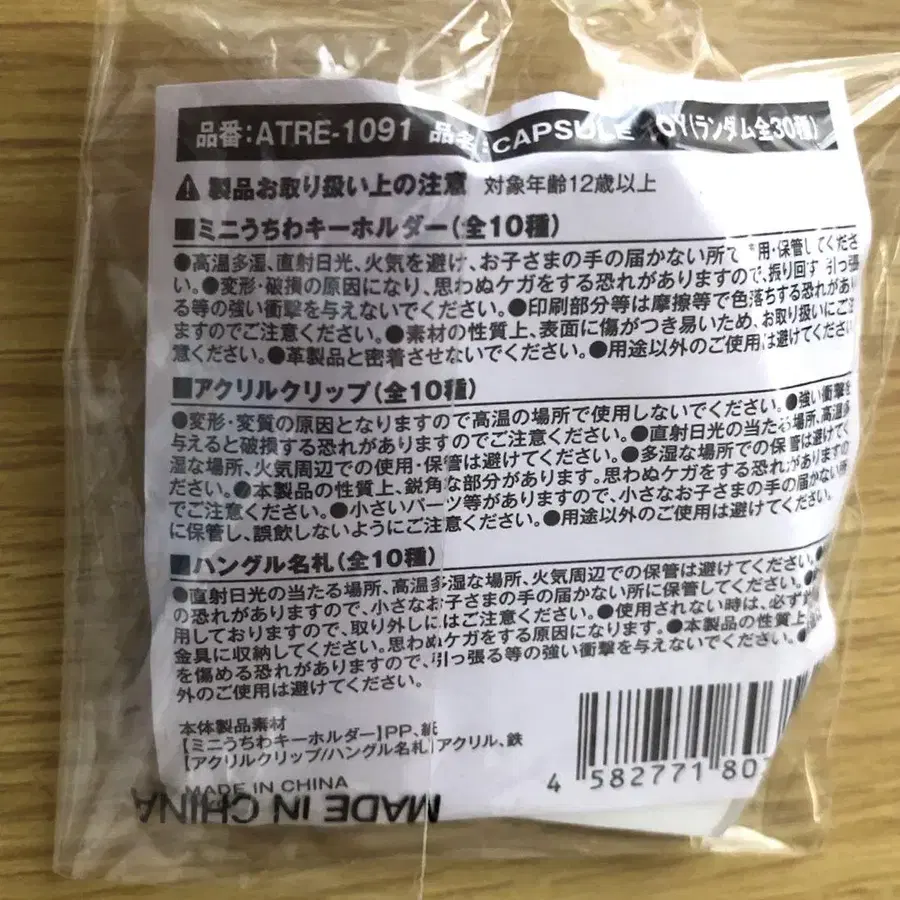 品番:ATRE-1091 品名:CAPSULE TOY(ランダム全30種)
⚠製品お取り扱い上の注意 対象年齢12歳以上
■ミニうちわキーホルダー(全10種)
●高温多湿、直射日光、火気を避け、お子さまの手の届かない所で使用・保管してくださ
い。●変形・破損の原因になり、思わぬケガをする恐れがありますので、振り回す、引っ張
る等の強い衝撃を与えないでください。●印刷部分等は摩擦等で色落ちする恐れがあり
ますのでご注意ください。●素材の性質上、表面に傷がつき易いため、お取り扱いにご注
意ください。●革製品と密着させないでください。●用途以外のご使用は避けてください。
■アクリルクリップ(全10種)
●変形・変質の原因となりますので高温の場所で使用しないでください。●強い衝撃を
与えると破損する恐れがありますのでご注意ください。●直射日光の当たる場所、高温多
湿な場所、火気周辺での使用・保管は避けてください。●多湿な場所での保管は避けてく
ださい。●本製品の性質上、鋭角な部分があります。思わぬケガをする恐れがありますの
でご注意ください。●小さいパーツ等がありますので、小さなお子さまの手の届かない所
に保管し、誤飲しないようにご注意ください。●用途以外のご使用は避けてください。
■ハングル名札(全10種)
●直射日光の当たる場所、高温多湿な場所、火気周辺での保管は避けてください。
の恐れがありますので、小さなお子さまの手の届かない所に保管してください。●
用しておりますので、取り外しにはご注意ください。●使用されない時は、必ず
金具に収納してください。思わぬケガをする原因になります。●本製品の性質上
を傷める恐れがありますので、引っ張る等の強い衝撃を与えないでください。
外のご使用は避けてください。
本体製品素材
【ミニうちわキーホルダー】PP、紙
【アクリルクリップ/ハングル名札】アクリル、鉄
MADE IN CHINA
4 582771 80
MADE IN CHINA